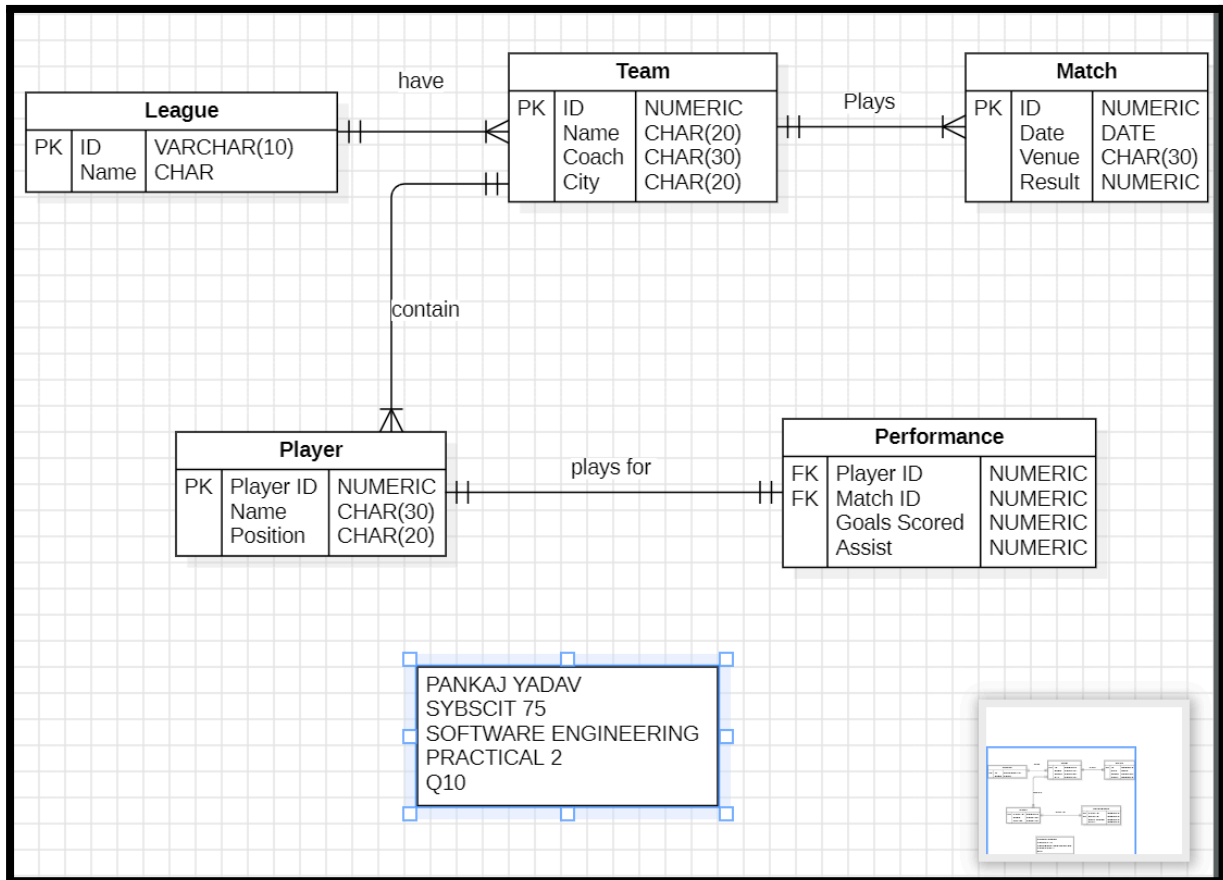 have
League
PK ID VARCHAR(10)
Name CHAR
Team
PK ID NUMERIC
Name CHAR(20)
Coach CHAR(30)
City CHAR(20)
Plays
Match
PK ID NUMERIC
Date DATE
Venue CHAR(30)
Result NUMERIC
contain
Player
PK Player ID NUMERIC
Name CHAR(30)
Position CHAR(20)
plays for
Performance
FK Player ID NUMERIC
FK Match ID NUMERIC
Goals Scored NUMERIC
Assist NUMERIC
PANKAJ YADAV
SYBSCIT 75
SOFTWARE ENGINEERING
PRACTICAL 2
Q10